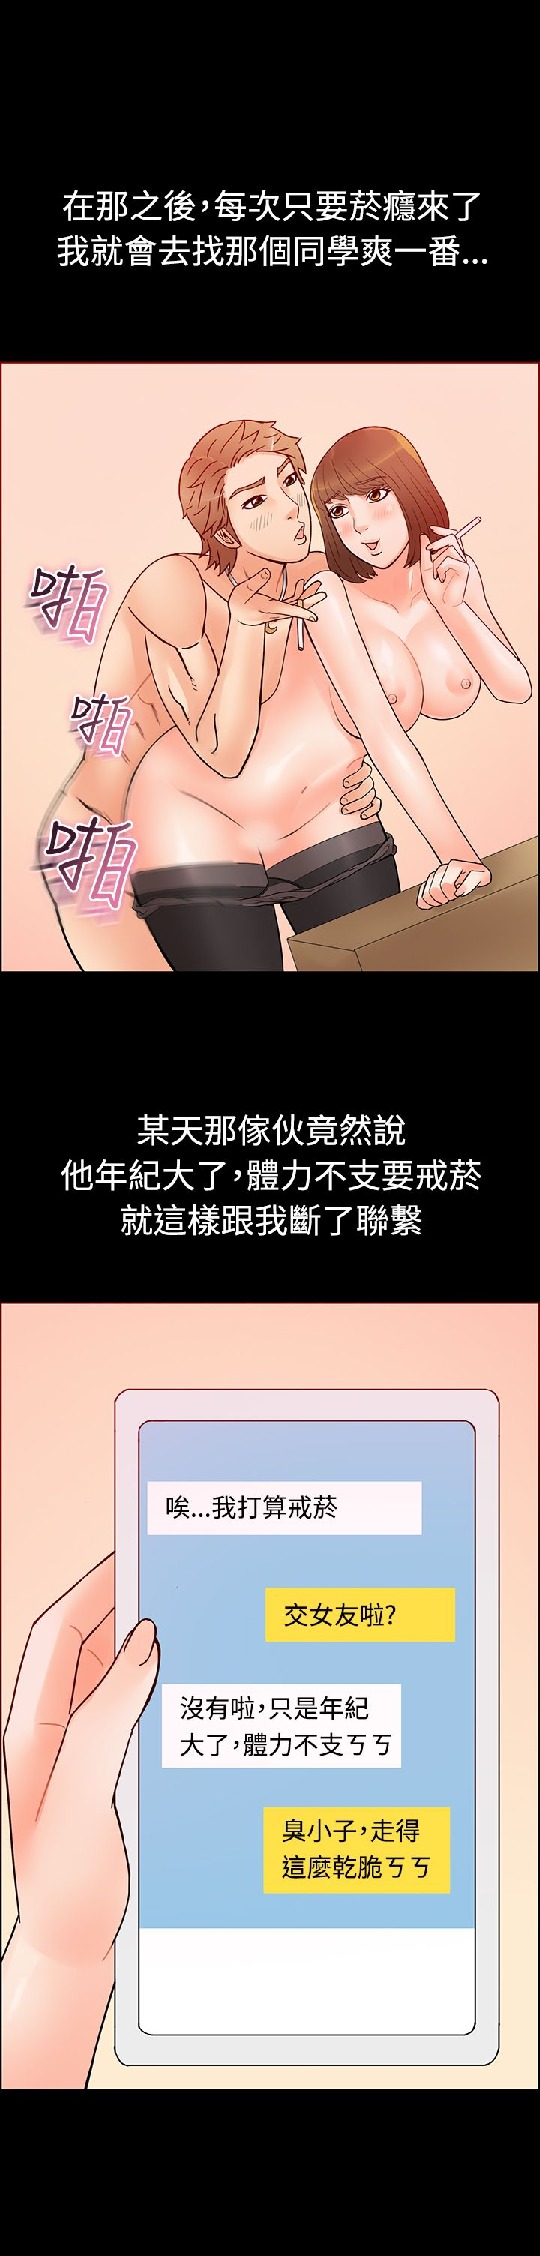 在那之後，每次只要菸癮來了
我就會去找那個同學爽一番...
啪
啪
啪
某天那傢伙竟然說
他年紀大了，體力不支要戒菸
就這樣跟我斷了聯繫
唉...我打算戒菸
交女友啦?
沒有啦，只是年紀
大了，體力不支ㄎㄎ
臭小子，走得
這麼乾脆ㄎㄎ